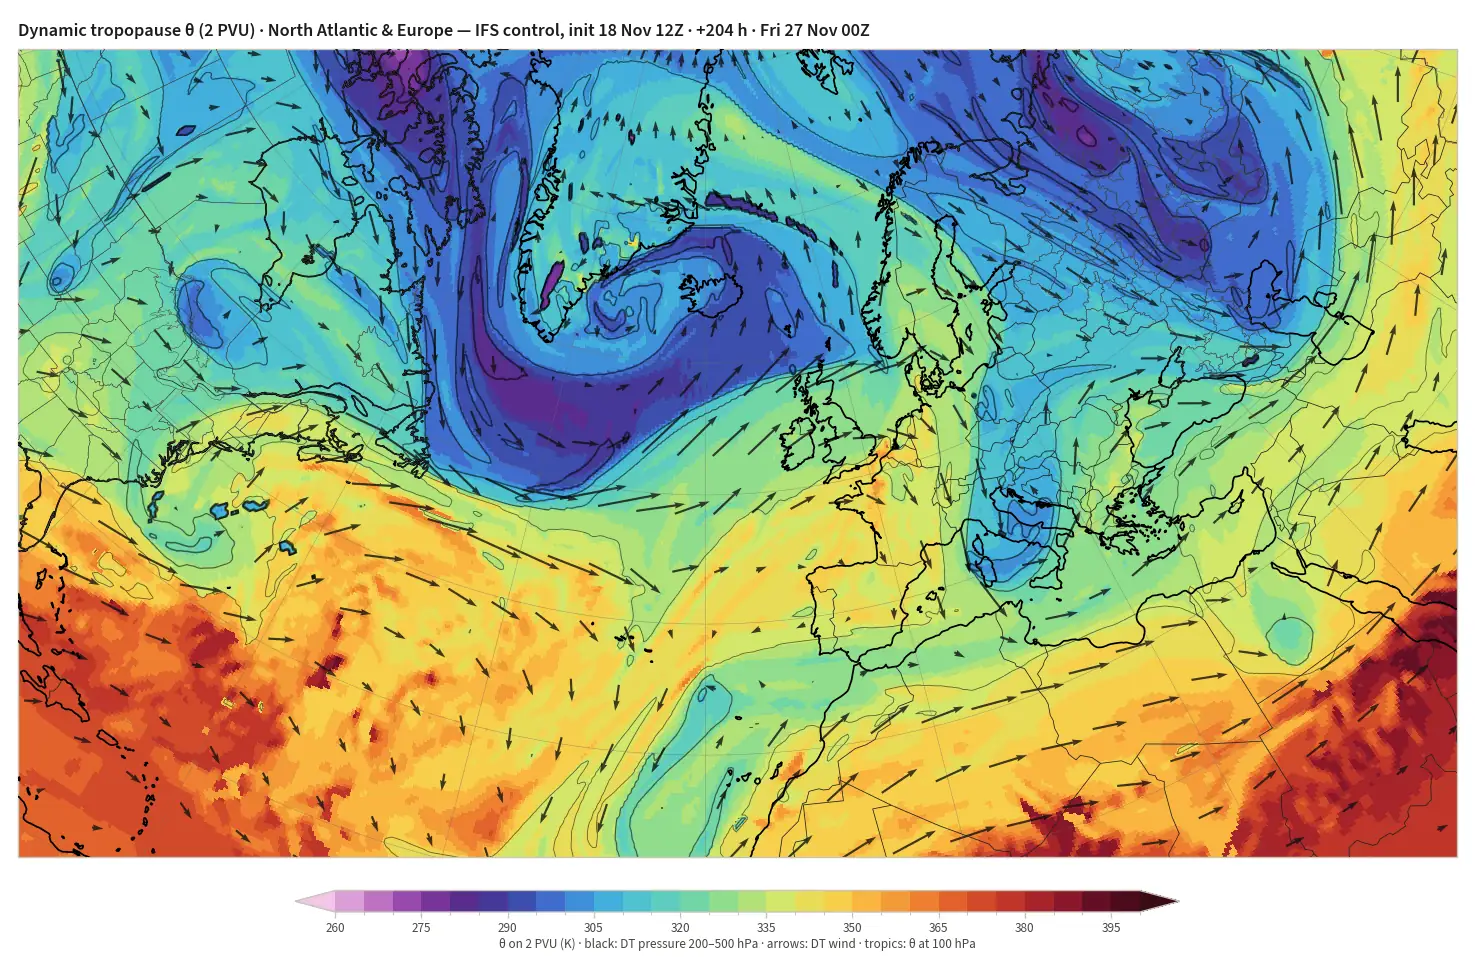 Dynamic tropopause θ (2 PVU) · North Atlantic & Europe — IFS control, init 18 Nov 12Z · +204 h · Fri 27 Nov 00Z
260 275 290 305 320 335 350 365 380 395
θ on 2 PVU (K) · black: DT pressure 200–500 hPa · arrows: DT wind · tropics: θ at 100 hPa